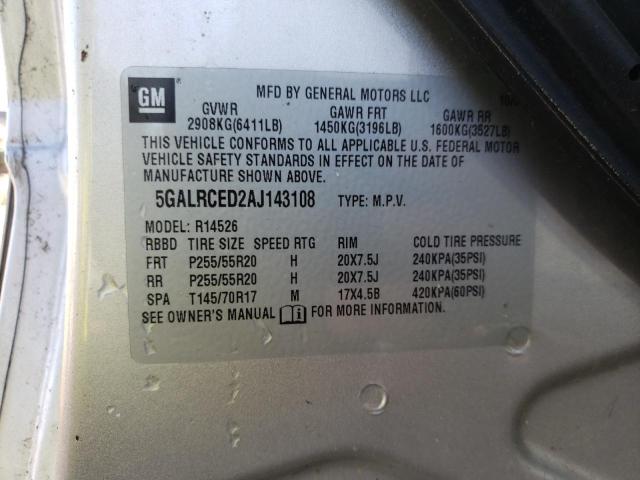 GM
MFD BY GENERAL MOTORS LLC
GVWR GAWR FRT GAWR RR
2908KG(6411LB) 1450KG(3196LB) 1600KG(3527LB)
THIS VEHICLE CONFORMS TO ALL APPLICABLE U.S. FEDERAL MOTOR
VEHICLE SAFETY STANDARDS IN EFFECT ON THE DATE OF
MANUFACTURE SHOWN ABOVE.
5GALRCED2AJ143108 TYPE: M.P.V.
MODEL: R14526
RBBD TIRE SIZE SPEED RTG RIM COLD TIRE PRESSURE
FRT P255/55R20 H 20X7.5J 240KPA(35PSI)
RR P255/55R20 H 20X7.5J 240KPA(35PSI)
SPA T145/70R17 M 17X4.5B 420KPA(60PSI)
SEE OWNER'S MANUAL i FOR MORE INFORMATION.